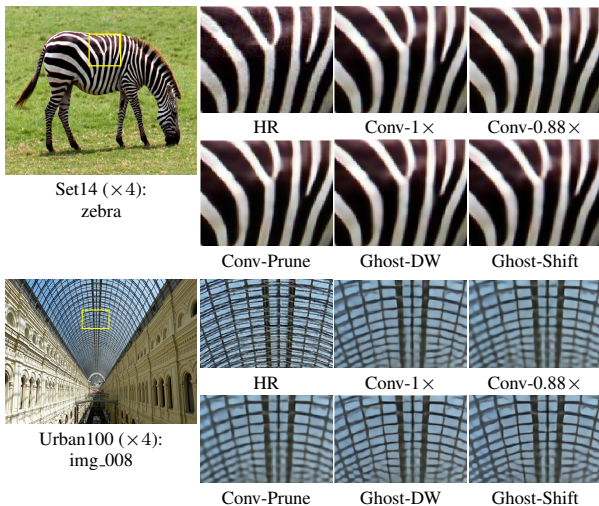 HR Conv-1× Conv-0.88×
Set14 (×4):
zebra
Conv-Prune Ghost-DW Ghost-Shift
HR Conv-1× Conv-0.88×
Urban100 (×4):
img_008
Conv-Prune Ghost-DW Ghost-Shift